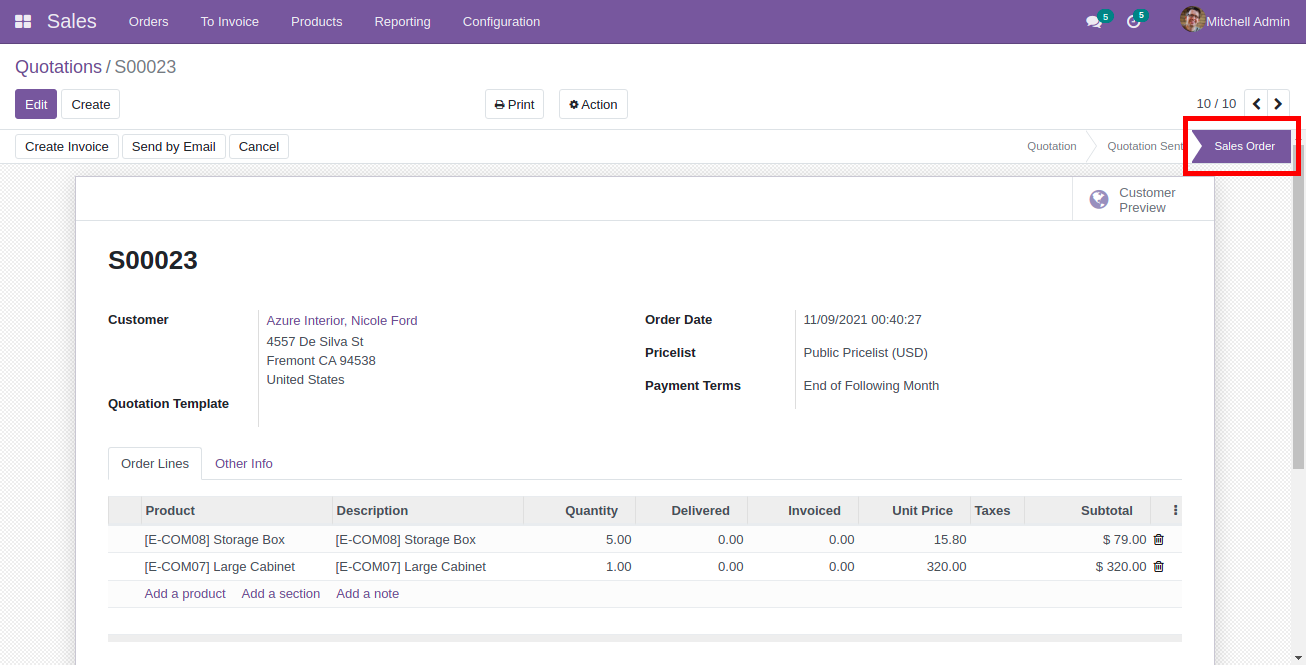 Sales Orders To Invoice Products Reporting Configuration 5 5 Mitchell Admin
Quotations / S00023
Edit Create Print Action 10 / 10
Create Invoice Send by Email Cancel Quotation Quotation Sent Sales Order
Customer
Preview
S00023
Customer Azure Interior, Nicole Ford Order Date 11/09/2021 00:40:27
4557 De Silva St
Fremont CA 94538 Pricelist Public Pricelist (USD)
United States Payment Terms End of Following Month
Quotation Template
Order Lines Other Info
Product Description Quantity Delivered Invoiced Unit Price Taxes Subtotal
[E-COM08] Storage Box [E-COM08] Storage Box 5.00 0.00 0.00 15.80 $ 79.00
[E-COM07] Large Cabinet [E-COM07] Large Cabinet 1.00 0.00 0.00 320.00 $ 320.00
Add a product Add a section Add a note